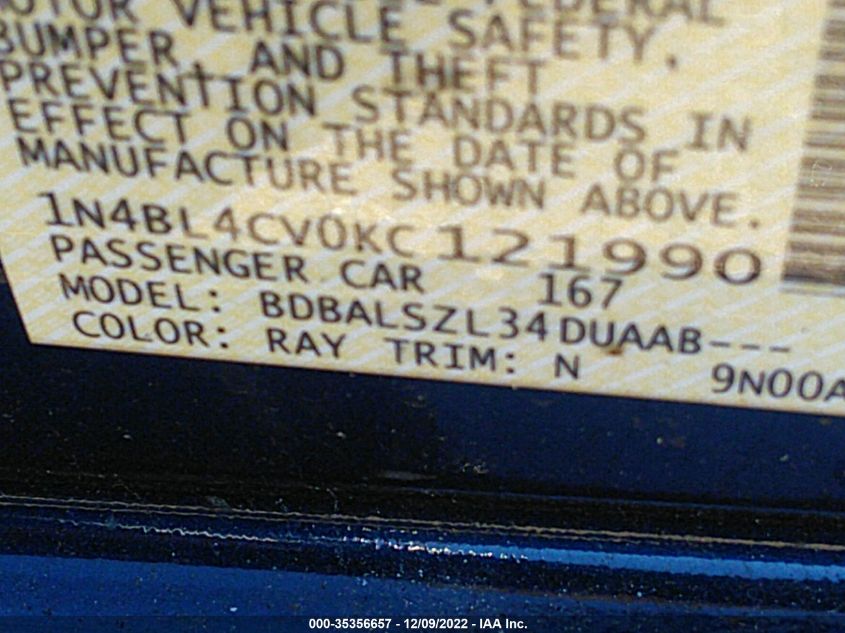 MOTOR VEHICLE SAFETY,
BUMPER, AND THEFT
PREVENTION STANDARDS IN
EFFECT ON THE DATE OF
MANUFACTURE SHOWN ABOVE.
1N4BL4CV0KC121990
PASSENGER CAR 167
MODEL: BDBALSZL34DUAAB---
COLOR: RAY TRIM: N 9N00A
000-35356657 - 12/09/2022 - IAA Inc.